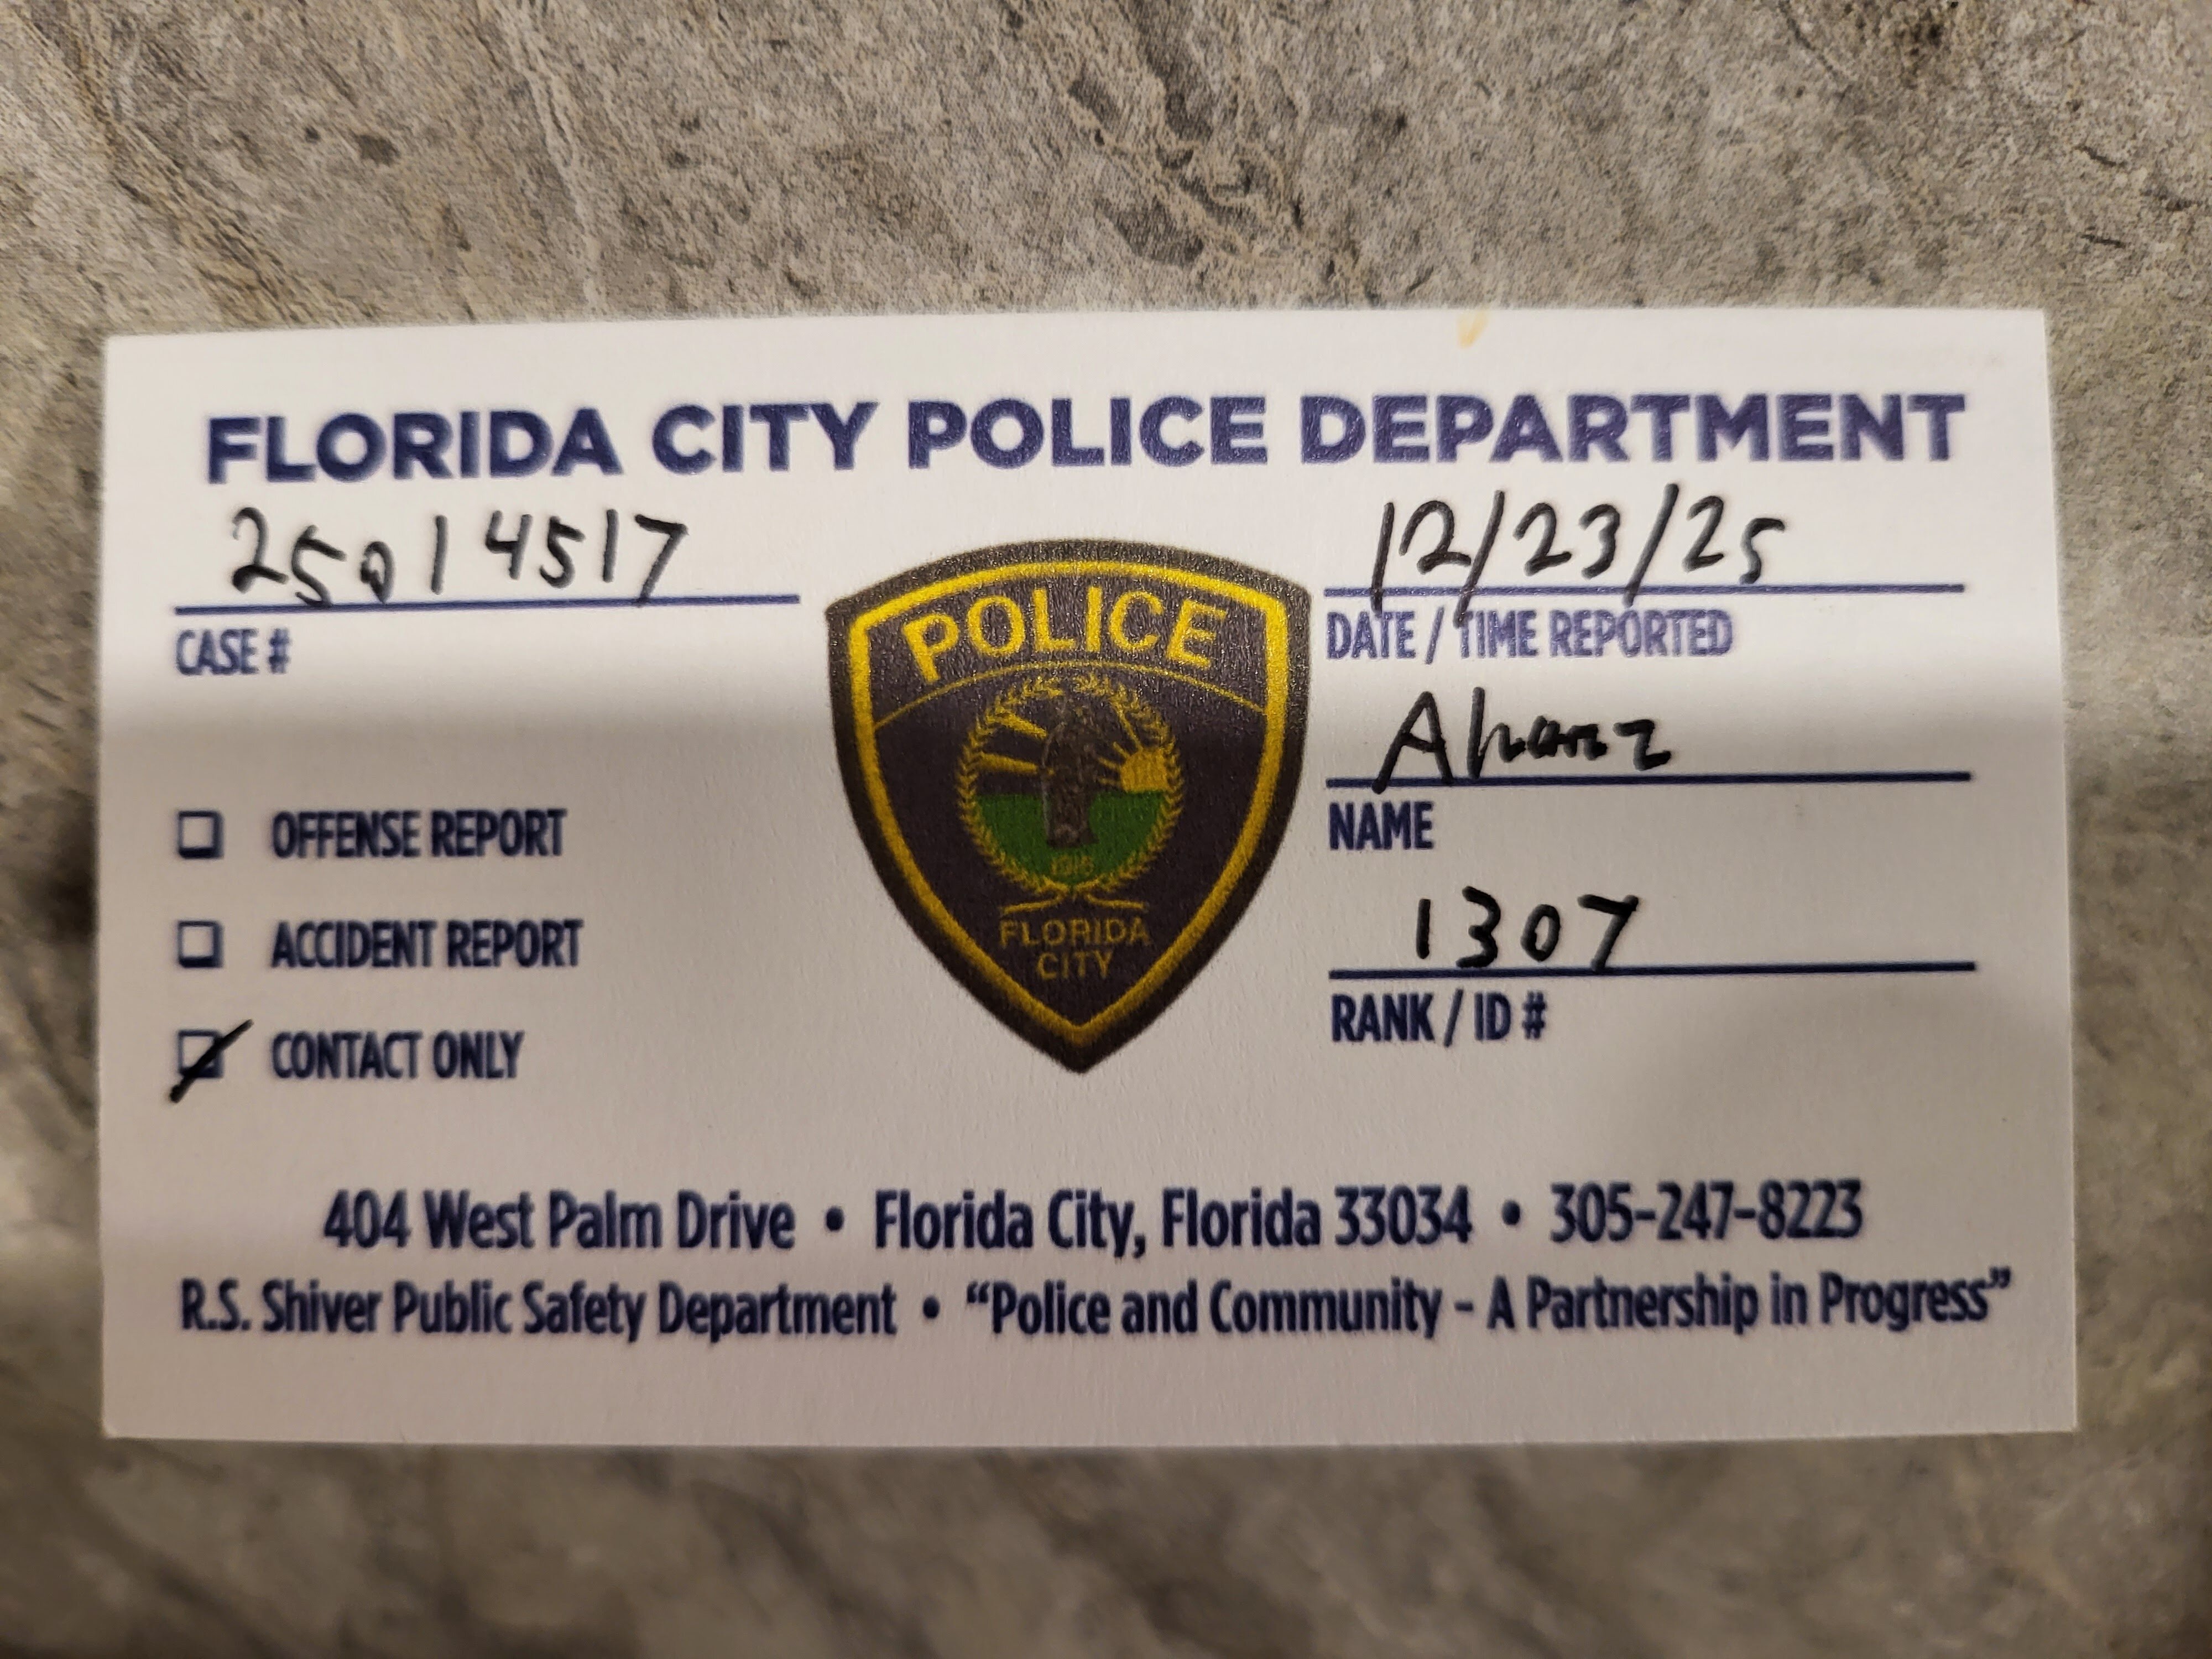 FLORIDA CITY POLICE DEPARTMENT
25014517
CASE #
12/23/25
DATE / TIME REPORTED
Alvarez
NAME
1307
RANK / ID #
OFFENSE REPORT
ACCIDENT REPORT
CONTACT ONLY
POLICE
FLORIDA
CITY
404 West Palm Drive • Florida City, Florida 33034 • 305-247-8223
R.S. Shiver Public Safety Department • “Police and Community - A Partnership in Progress”